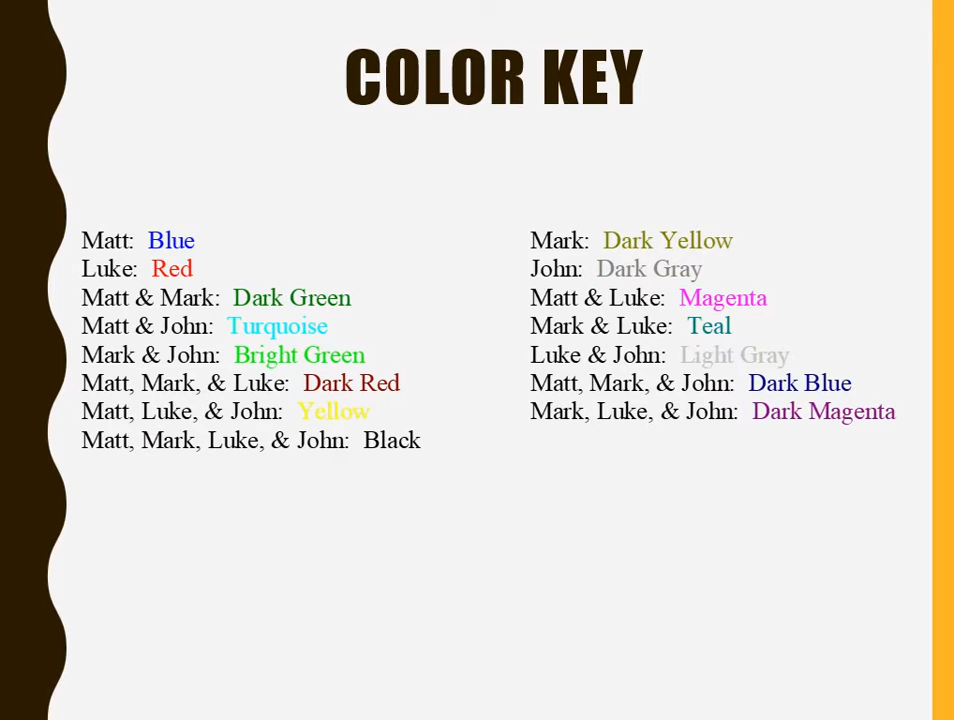 COLOR KEY
Matt: Blue
Luke: Red
Matt & Mark: Dark Green
Matt & John: Turquoise
Mark & John: Bright Green
Matt, Mark, & Luke: Dark Red
Matt, Luke, & John: Yellow
Matt, Mark, Luke, & John: Black
Mark: Dark Yellow
John: Dark Gray
Matt & Luke: Magenta
Mark & Luke: Teal
Luke & John: Light Gray
Matt, Mark, & John: Dark Blue
Mark, Luke, & John: Dark Magenta